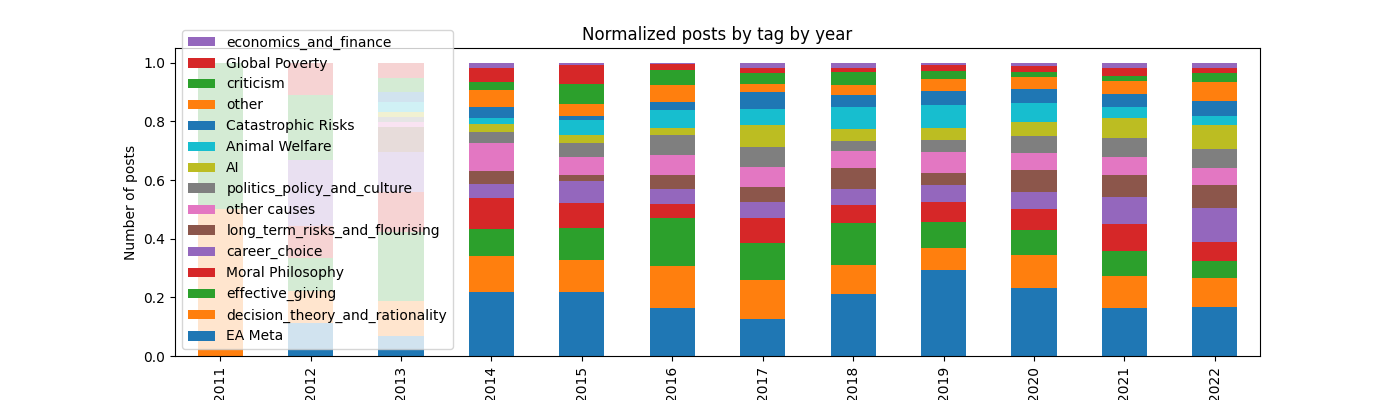 Normalized posts by tag by year
economics_and_finance
Global Poverty
criticism
other
Catastrophic Risks
Animal Welfare
AI
politics_policy_and_culture
other causes
long_term_risks_and_flourising
career_choice
Moral Philosophy
effective_giving
decision_theory_and_rationality
EA Meta
Number of posts
1.0
0.8
0.6
0.4
0.2
0.0
2011
2012
2013
2014
2015
2016
2017
2018
2019
2020
2021
2022